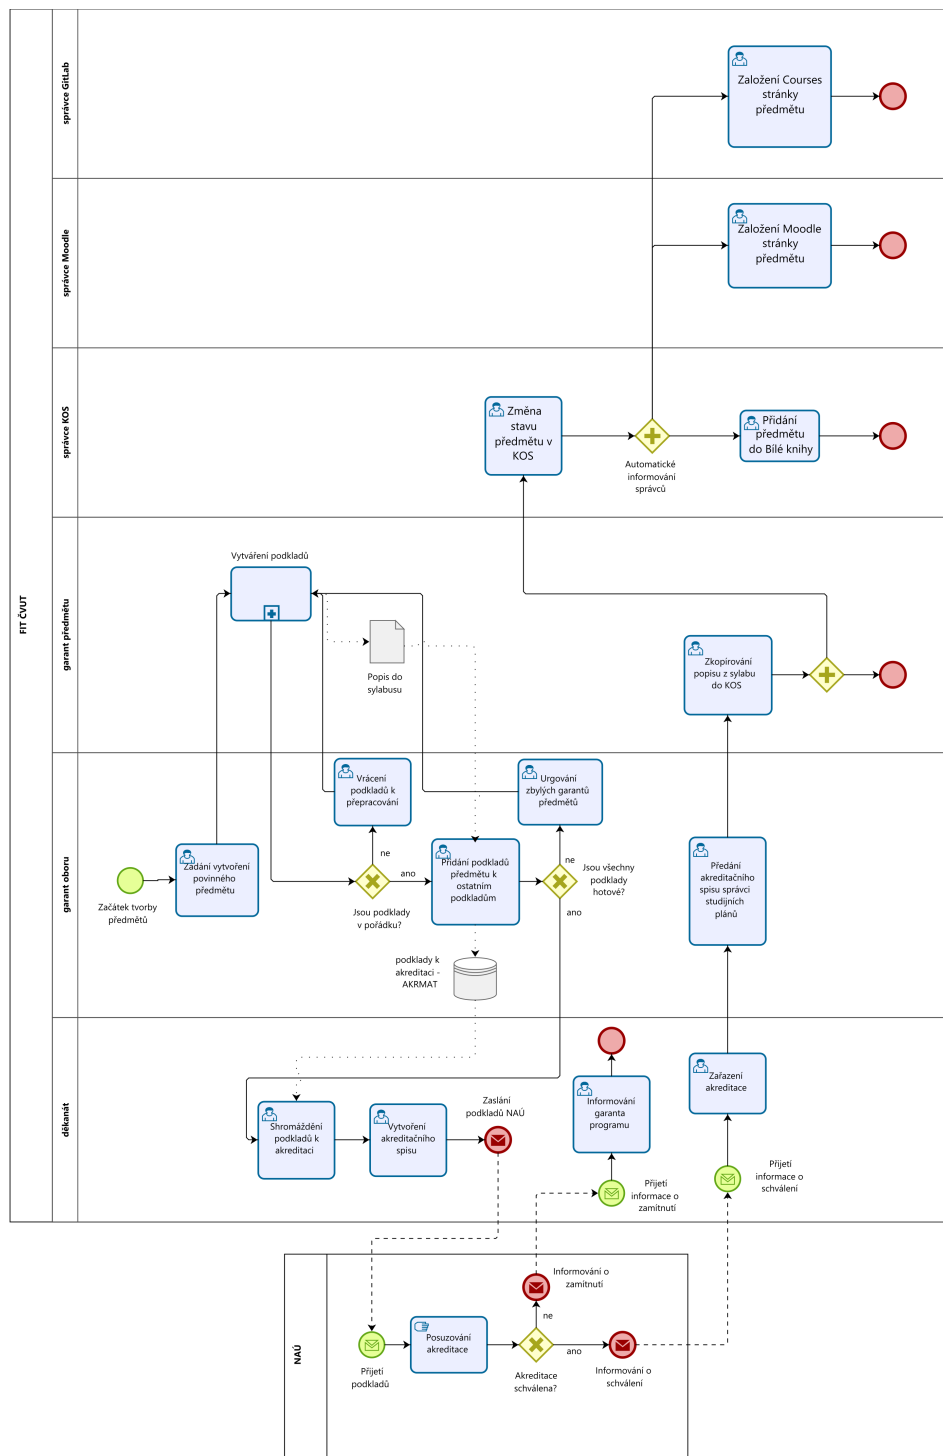 FIT ČVUT
správce GitLab
Založení Courses
stránky
předmětu
správce Moodle
Založení Moodle
stránky
předmětu
správce KOS
Změna
stavu
předmětu v
KOS
Automatické
informování
správců
Přidání
předmětu
do Bílé knihy
garant předmětu
Vytváření podkladů
Popis do
sylabusu
Zkopírování
popisu z sylabu
do KOS
garant oboru
Začátek tvorby
předmětů
Zadání vytvoření
povinného
předmětu
Vrácení
podkladů k
přepracování
ne
Jsou podklady
v pořádku?
ano
Přidání podkladů
předmětu k
ostatním
podkladům
Urgování
zbylých garantů
předmětů
ne
Jsou všechny
podklady
hotové?
ano
podklady k
akreditaci -
AKRMAT
Předání
akreditačního
spisu správci
studijních
plánů
děkanát
Shromáždění
podkladů k
akreditaci
Vytvoření
akreditačního
spisu
Zaslání
podkladů NAÚ
Informování
garanta
programu
Přijetí
informace o
zamítnutí
Zařazení
akreditace
Přijetí
informace o
schválení
NAÚ
Přijetí
podkladů
Posuzování
akreditace
Akreditace
schválena?
ne
Informování o
zamítnutí
ano
Informování o
schválení